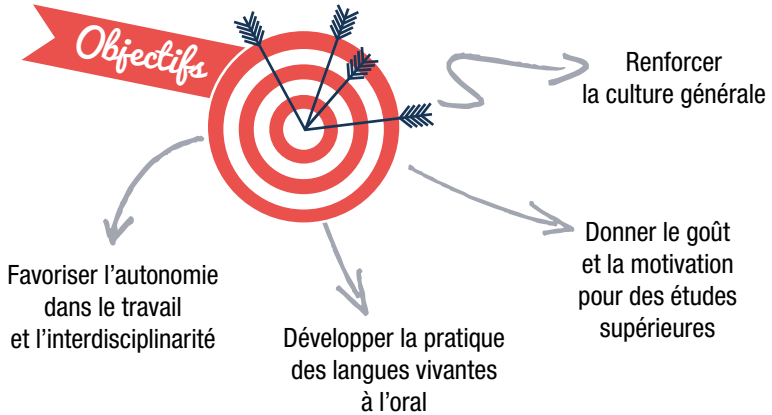 Objectifs
Renforcer
la culture générale
Donner le goût
et la motivation
pour des études
supérieures
Favoriser l’autonomie
dans le travail
et l’interdisciplinarité
Développer la pratique
des langues vivantes
à l’oral